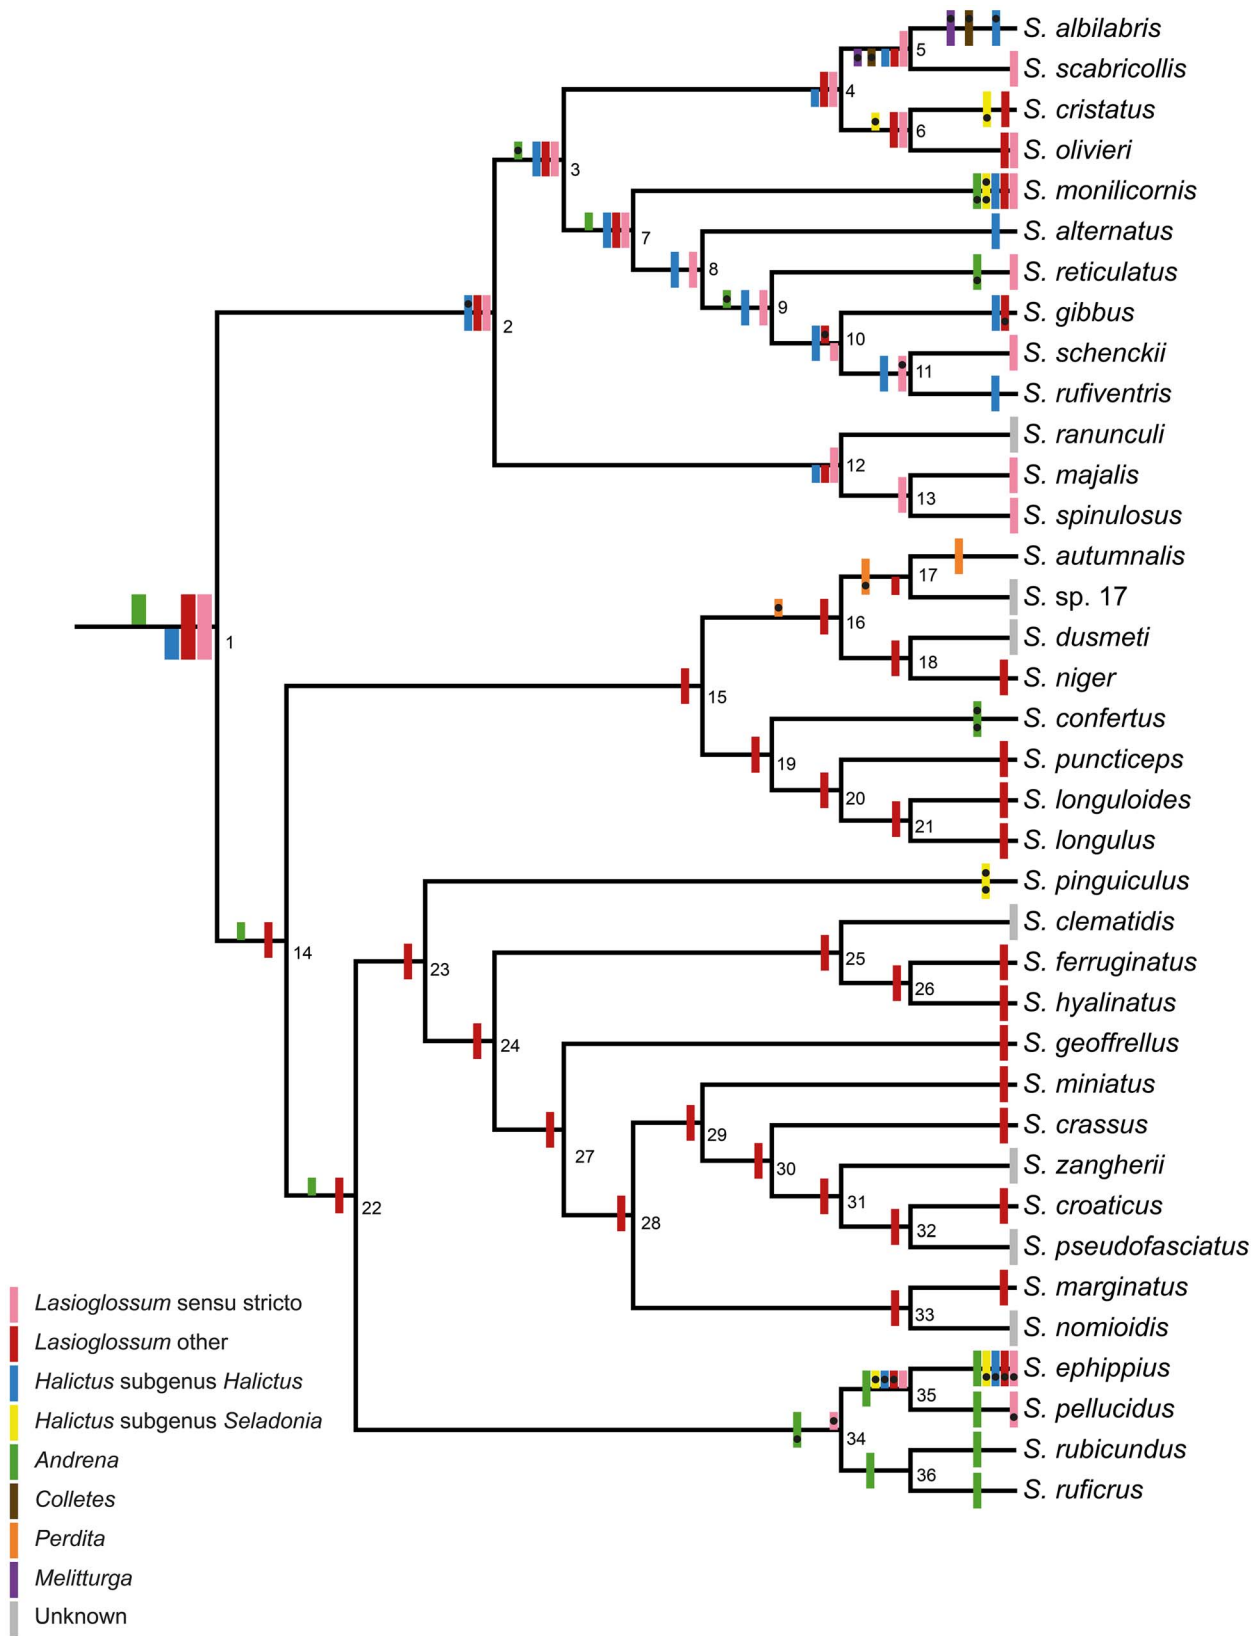 S. albilabris
5
S. scabricollis
4
S. cristatus
6
S. olivieri
3
S. monilicornis
7
S. alternatus
8
S. reticulatus
9
S. gibbus
2
10
S. schenckii
11
S. rufiventris
S. ranunculi
12
S. majalis
13
S. spinulosus
S. autumnalis
17
S. sp. 17
16
1
S. dusmeti
18
S. niger
15
S. confertus
19
S. puncticeps
20
S. longuloides
21
S. longulus
S. pinguiculus
S. clematidis
14
25
S. ferruginatus
23
26
S. hyalinatus
24
S. geoffrellus
S. miniatus
29
S. crassus
27
30
S. zangherii
31
S. croaticus
22
28
32
S. pseudofasciatus
S. marginatus
33
S. nomioidis
S. ephippius
35
S. pellucidus
34
S. rubicundus
36
S. ruficrus
Lasioglossum sensu stricto
Lasioglossum other
Halictus subgenus Halictus
Halictus subgenus Seladonia
Andrena
Colletes
Perdita
Melitturga
Unknown